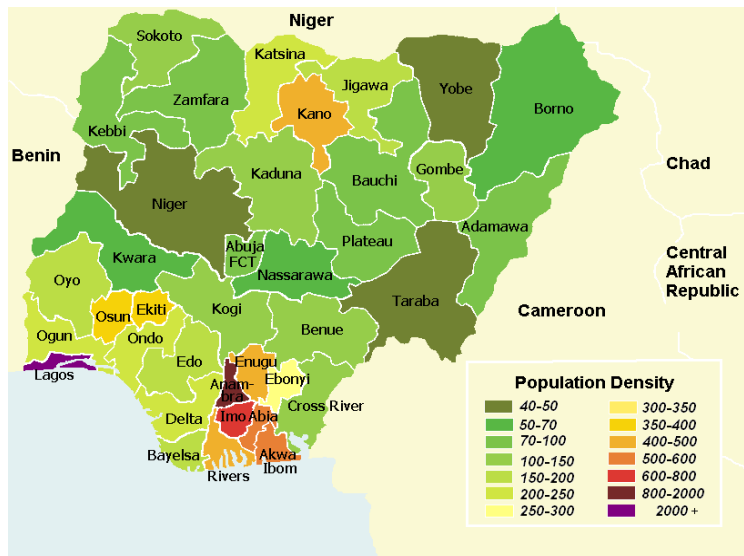 Niger
Sokoto
Katsina
Jigawa
Yobe
Zamfara
Kano
Borno
Kebbi
Benin
Chad
Gombe
Kaduna
Bauchi
Niger
Adamawa
Abuja
FCT
Plateau
Kwara
Nassarawa
Central
African
Republic
Oyo
Taraba
Ekiti
Osun
Kogi
Cameroon
Benue
Ogun
Ondo
Edo
Enugu
Lagos
Ebonyi
Anam-
bra
Cross River
Imo
Abia
Delta
Bayelsa
Akwa
Ibom
Rivers
Population Density
40-50
50-70
70-100
100-150
150-200
200-250
250-300
300-350
350-400
400-500
500-600
600-800
800-2000
2000 +